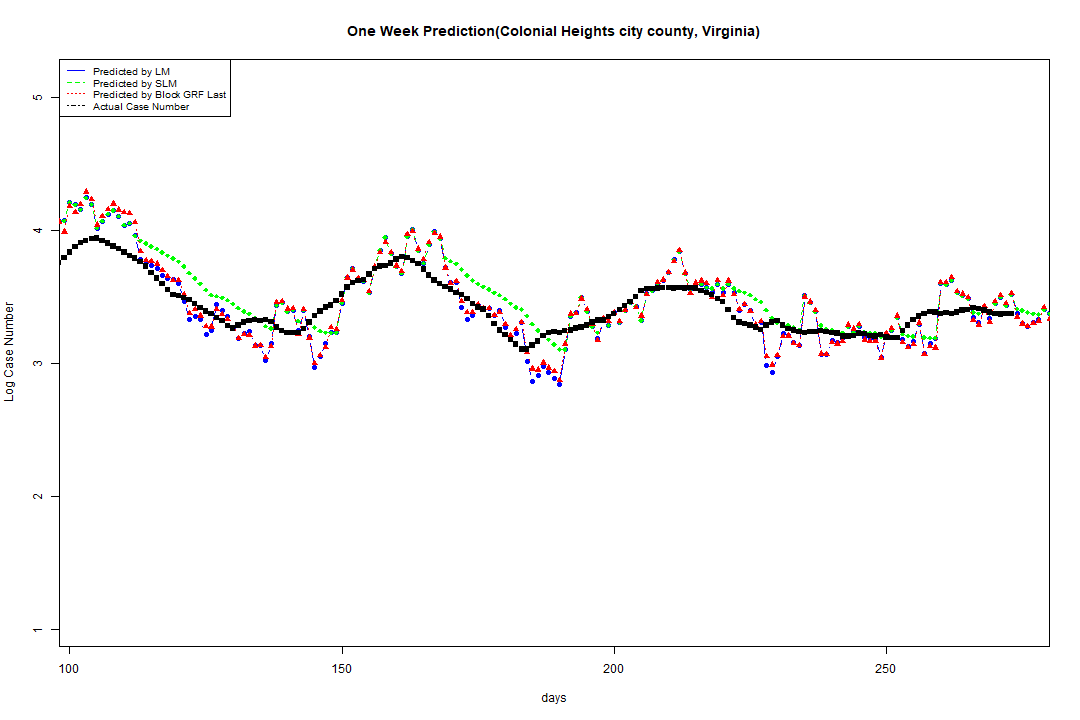 One Week Prediction(Colonial Heights city county, Virginia)
Predicted by LM
Predicted by SLM
Predicted by Block GRF Last
Actual Case Number
5
4
3
2
1
Log Case Number
100 150 200 250
days